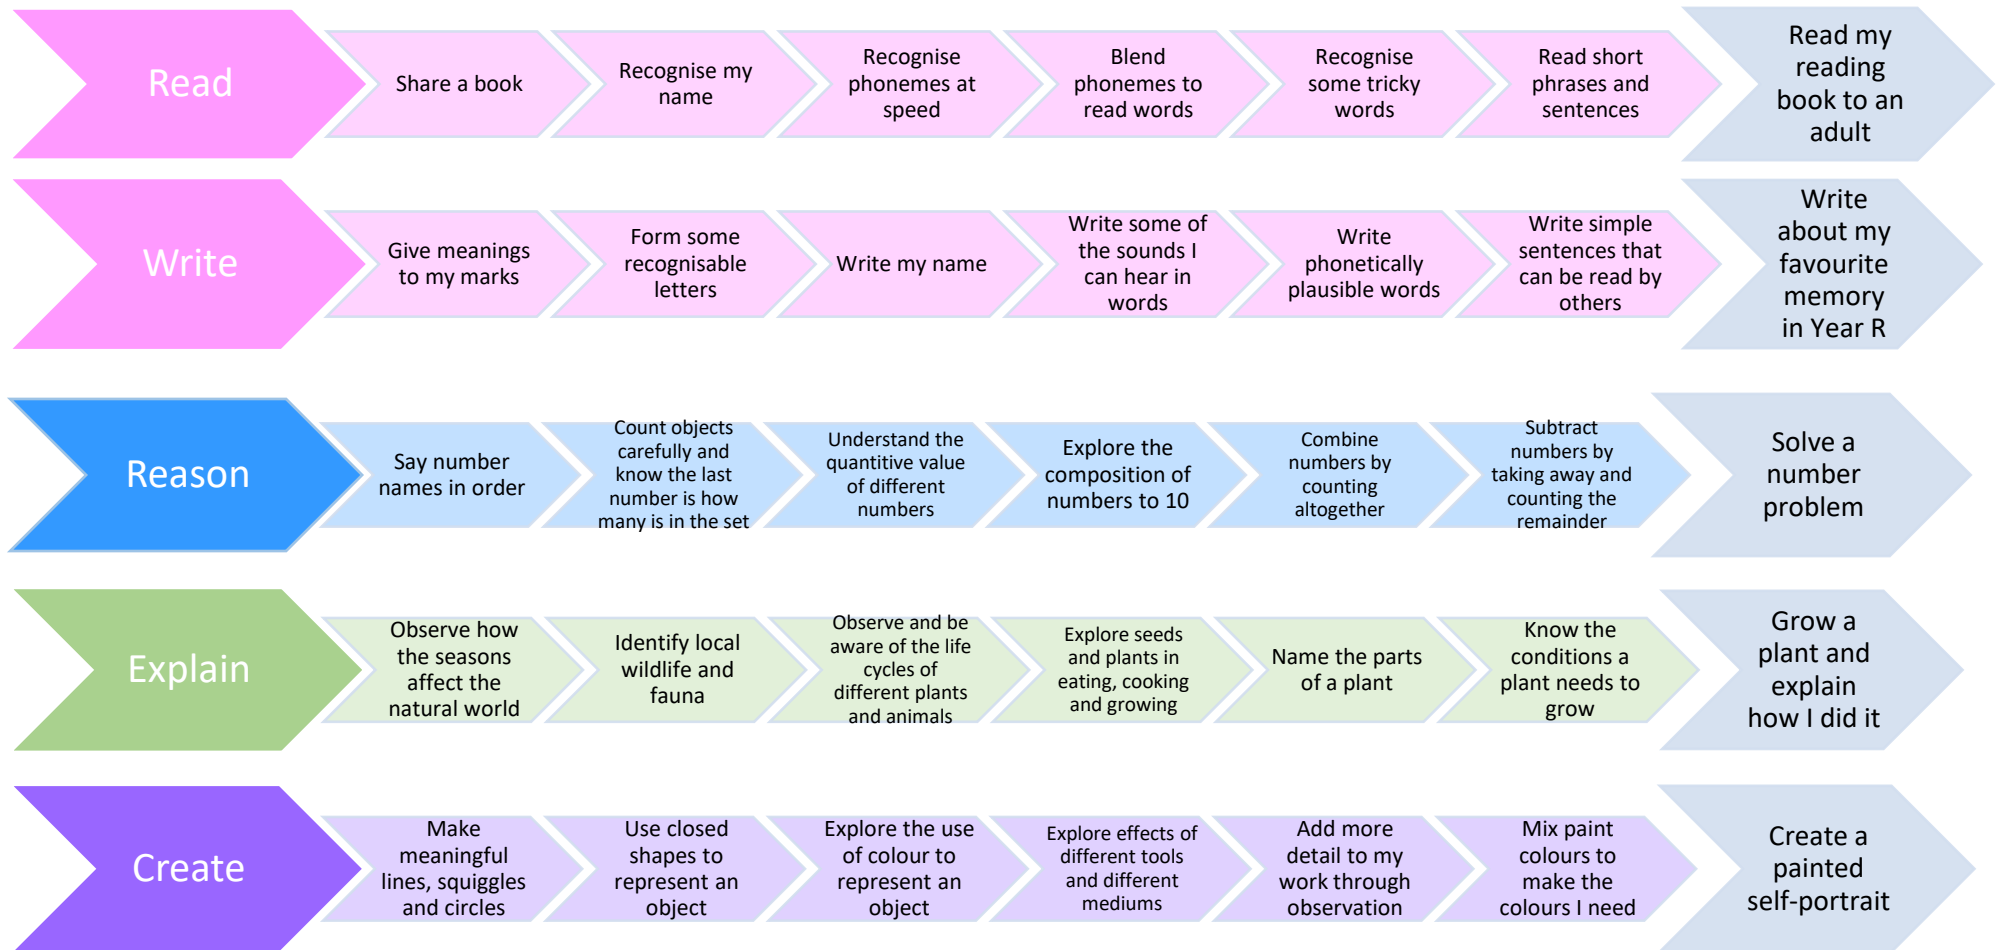 Read
Share a book
Recognise my
name
Recognise
phonemes at
speed
Blend
phonemes to
read words
Recognise
some tricky
words
Read short
phrases and
sentences
Read my
reading
book to an
adult
Write
Give meanings
to my marks
Form some
recognisable
letters
Write my name
Write some of
the sounds I
can hear in
words
Write
phonetically
plausible words
Write simple
sentences that
can be read by
others
Write
about my
favourite
memory
in Year R
Reason
Say number
names in order
Count objects
carefully and
know the last
number is how
many is in the set
Understand the
quantitive value
of different
numbers
Explore the
composition of
numbers to 10
Combine
numbers by
counting
altogether
Subtract
numbers by
taking away and
counting the
remainder
Solve a
number
problem
Explain
Observe how
the seasons
affect the
natural world
Identify local
wildlife and
fauna
Observe and be
aware of the life
cycles of
different plants
and animals
Explore seeds
and plants in
eating, cooking
and growing
Name the parts
of a plant
Know the
conditions a
plant needs to
grow
Grow a
plant and
explain
how I did it
Create
Make
meaningful
lines, squiggles
and circles
Use closed
shapes to
represent an
object
Explore the use
of colour to
represent an
object
Explore effects of
different tools
and different
mediums
Add more
detail to my
work through
observation
Mix paint
colours to
make the
colours I need
Create a
painted
self-portrait